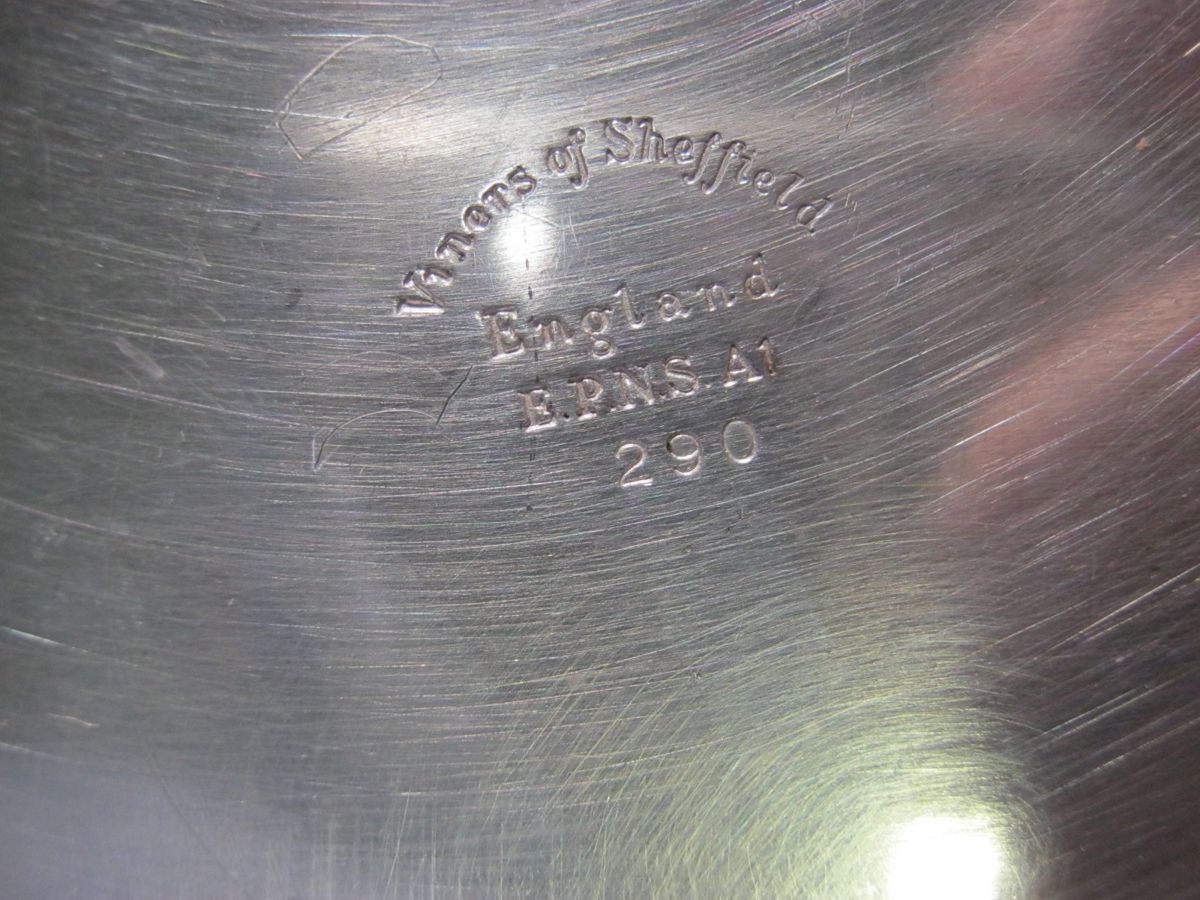 Viners of Sheffield
England
E.P.N.S. A1
290